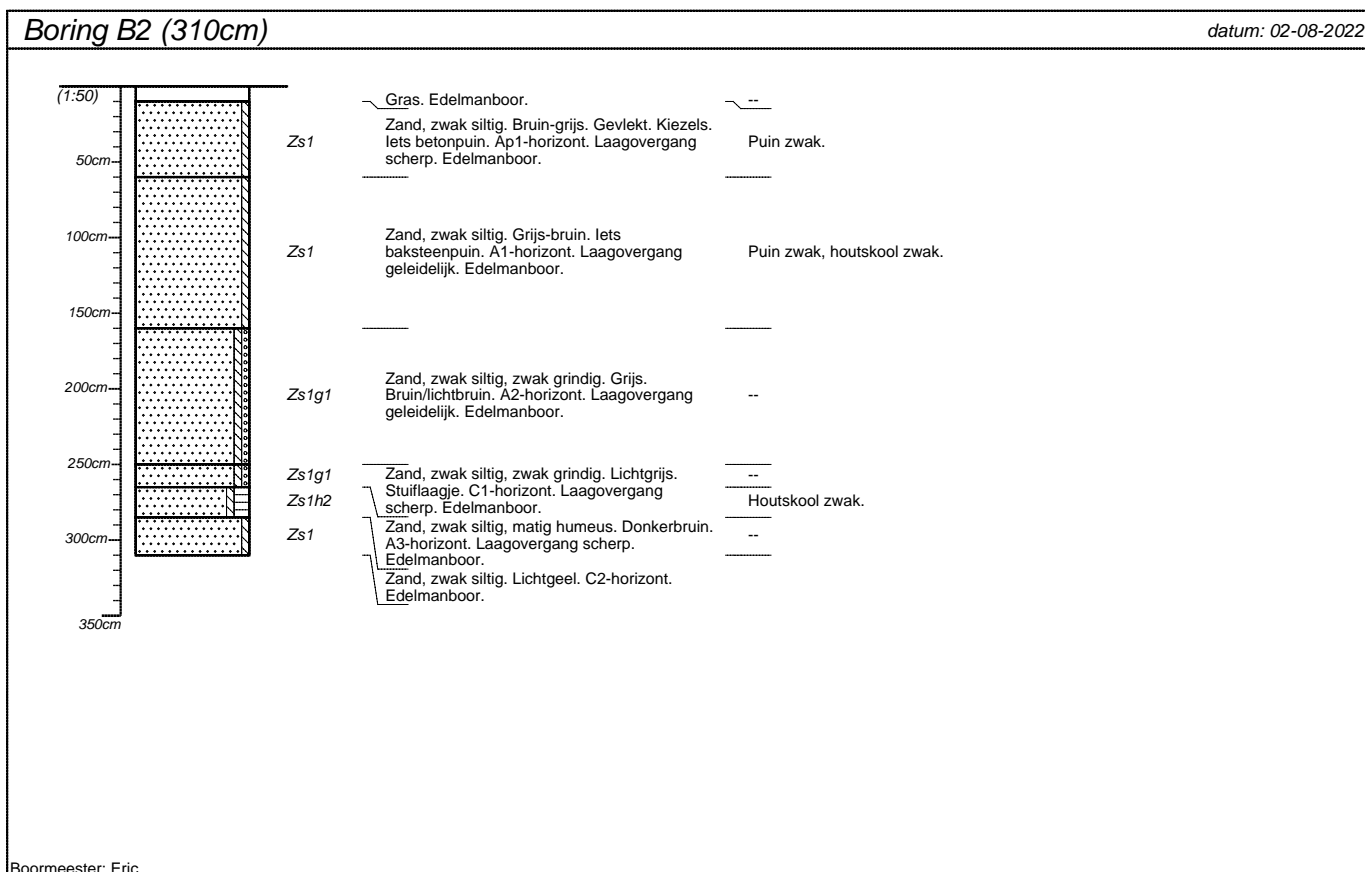 Boring B2 (310cm)
datum: 02-08-2022
(1:50)
Gras. Edelmanboor.
--
Zs1
Zand, zwak siltig. Bruin-grijs. Gevlekt. Kiezels.
Iets betonpuin. Ap1-horizont. Laagovergang
scherp. Edelmanboor.
Puin zwak.
50cm
100cm
Zs1
Zand, zwak siltig. Grijs-bruin. Iets
baksteenpuin. A1-horizont. Laagovergang
geleidelijk. Edelmanboor.
Puin zwak, houtskool zwak.
150cm
200cm
Zs1g1
Zand, zwak siltig, zwak grindig. Grijs.
Bruin/lichtbruin. A2-horizont. Laagovergang
geleidelijk. Edelmanboor.
--
250cm
Zs1g1
Zand, zwak siltig, zwak grindig. Lichtgrijs.
Stuiflaagje. C1-horizont. Laagovergang
scherp. Edelmanboor.
--
Zs1h2
Zand, zwak siltig, matig humeus. Donkerbruin.
A3-horizont. Laagovergang scherp.
Edelmanboor.
Houtskool zwak.
300cm
Zs1
Zand, zwak siltig. Lichtgeel. C2-horizont.
Edelmanboor.
--
350cm
Boormeester: Eric